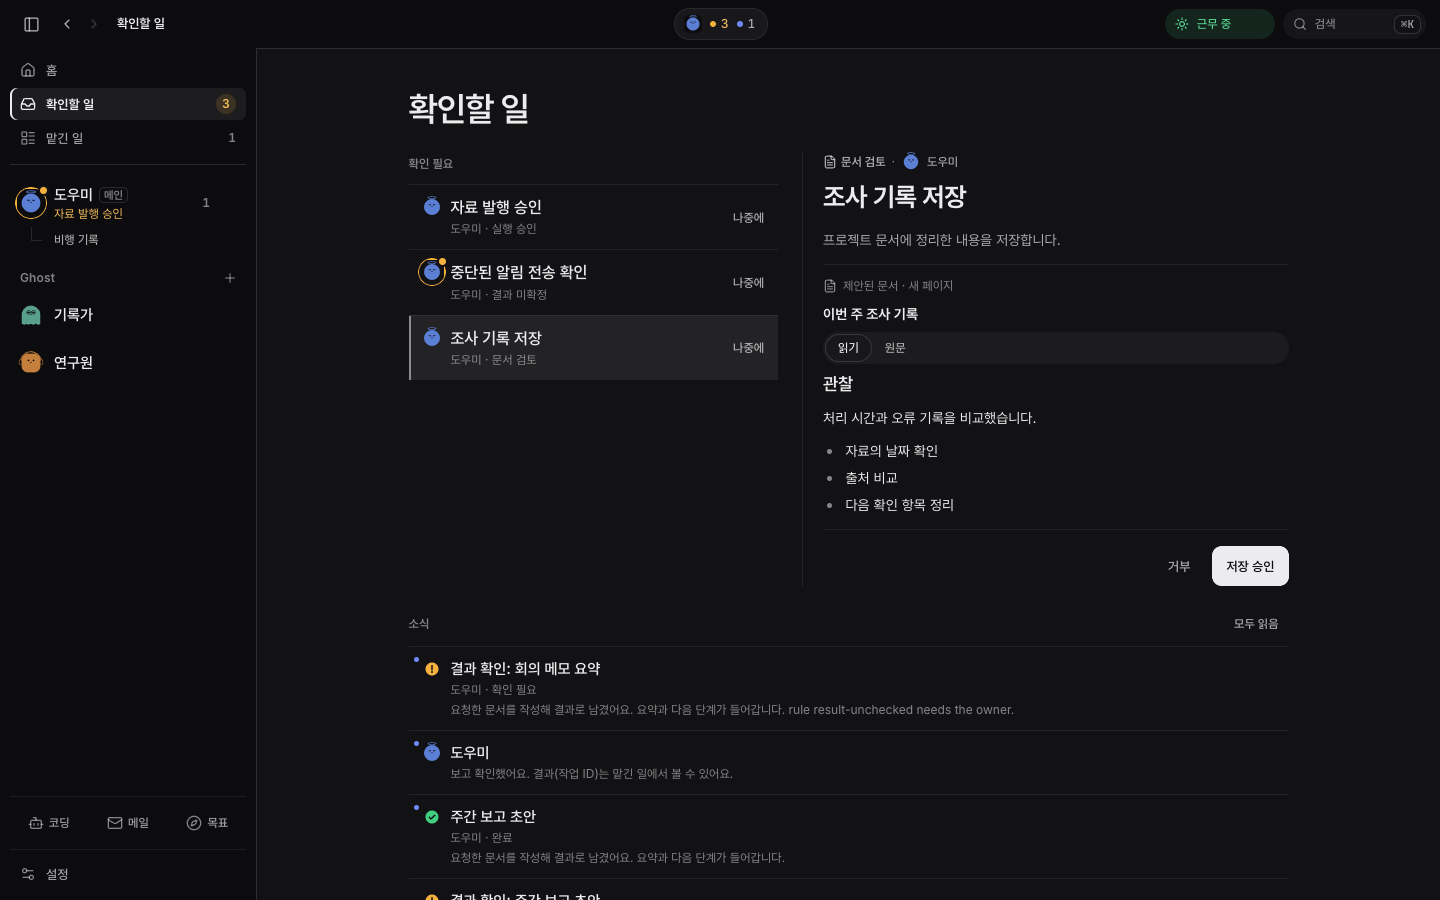 확인할 일
3
1
근무 중
검색
⌘K
홈
확인할 일
3
맡긴 일
1
도우미
메인
자료 발행 승인
1
비행 기록
Ghost
기록가
연구원
코딩
메일
목표
설정
확인할 일
확인 필요
자료 발행 승인
도우미 · 실행 승인
나중에
중단된 알림 전송 확인
도우미 · 결과 미확정
나중에
조사 기록 저장
도우미 · 문서 검토
나중에
문서 검토 · 도우미
조사 기록 저장
프로젝트 문서에 정리한 내용을 저장합니다.
제안된 문서 · 새 페이지
이번 주 조사 기록
읽기
원문
관찰
처리 시간과 오류 기록을 비교했습니다.
자료의 날짜 확인
출처 비교
다음 확인 항목 정리
거부
저장 승인
소식
모두 읽음
결과 확인: 회의 메모 요약
도우미 · 확인 필요
요청한 문서를 작성해 결과로 남겼어요. 요약과 다음 단계가 들어갑니다. rule result-unchecked needs the owner.
도우미
보고 확인했어요. 결과(작업 ID)는 맡긴 일에서 볼 수 있어요.
주간 보고 초안
도우미 · 완료
요청한 문서를 작성해 결과로 남겼어요. 요약과 다음 단계가 들어갑니다.
결과 확인: 주간 보고 초안